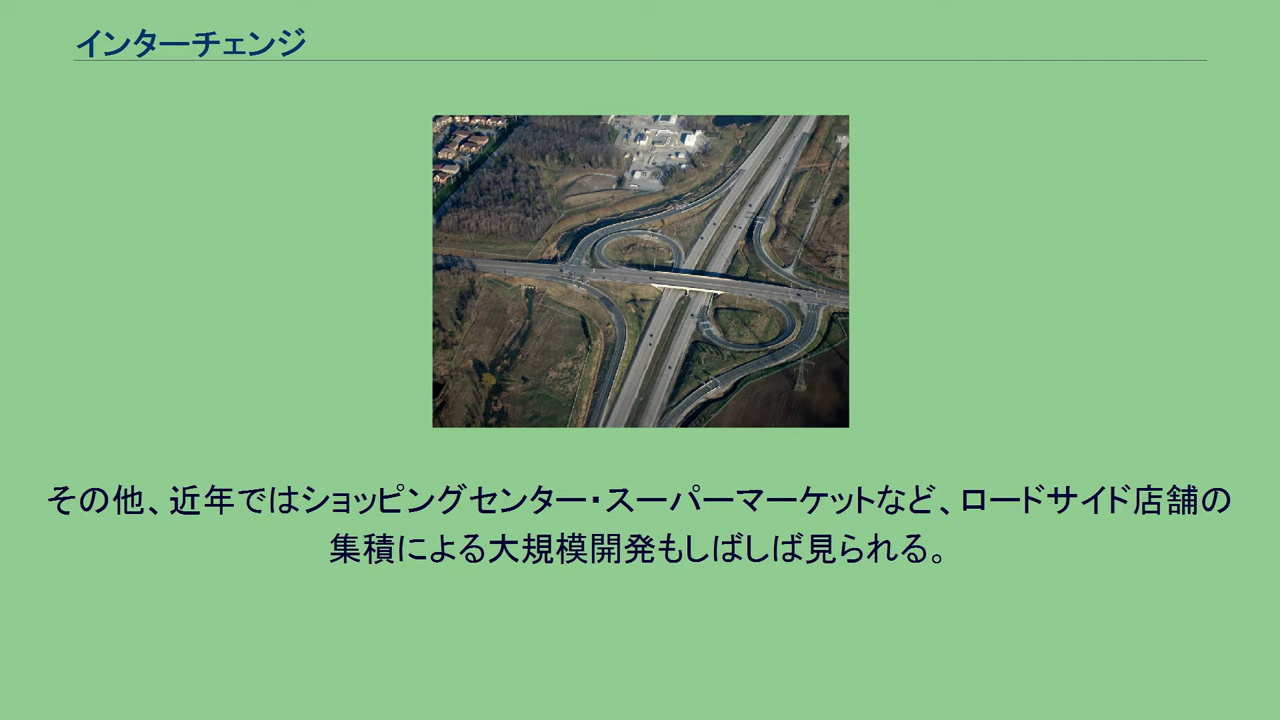 インターチェンジ
その他、近年ではショッピングセンター・スーパーマーケットなど、ロードサイド店舗の
集積による大規模開発もしばしば見られる。